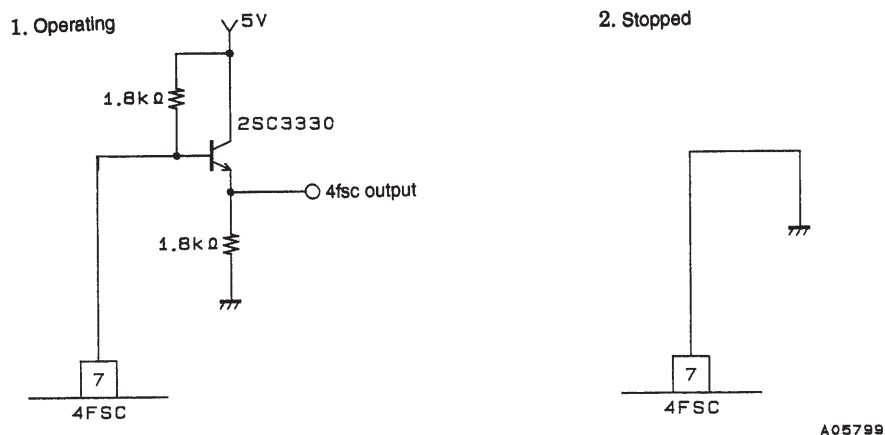 1. Operating
5V
1.8kΩ
2SC3330
4fsc output
1.8kΩ
7
4FSC
2. Stopped
7
4FSC
A05799